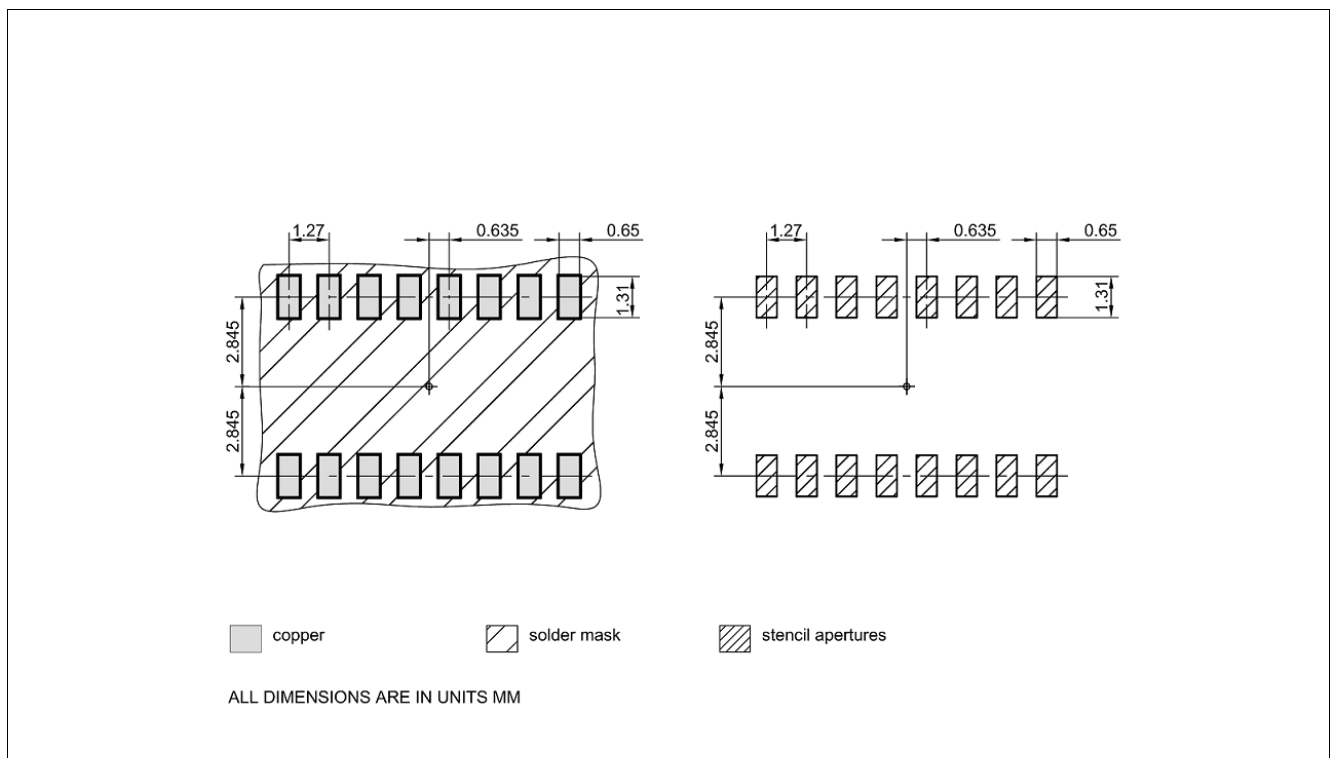 1.27 0.635 0.65 1.27 0.635 0.65
1.31 1.31
2.845 2.845
2.845 2.845
copper solder mask stencil apertures
ALL DIMENSIONS ARE IN UNITS MM